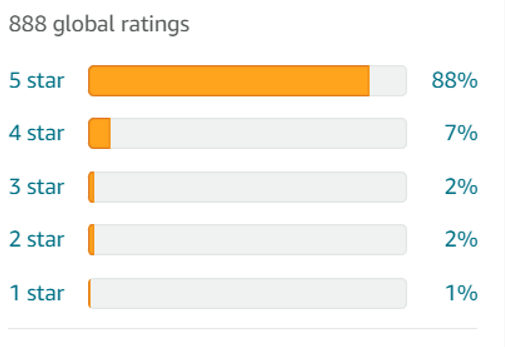 888 global ratings
5 star 88%
4 star 7%
3 star 2%
2 star 2%
1 star 1%